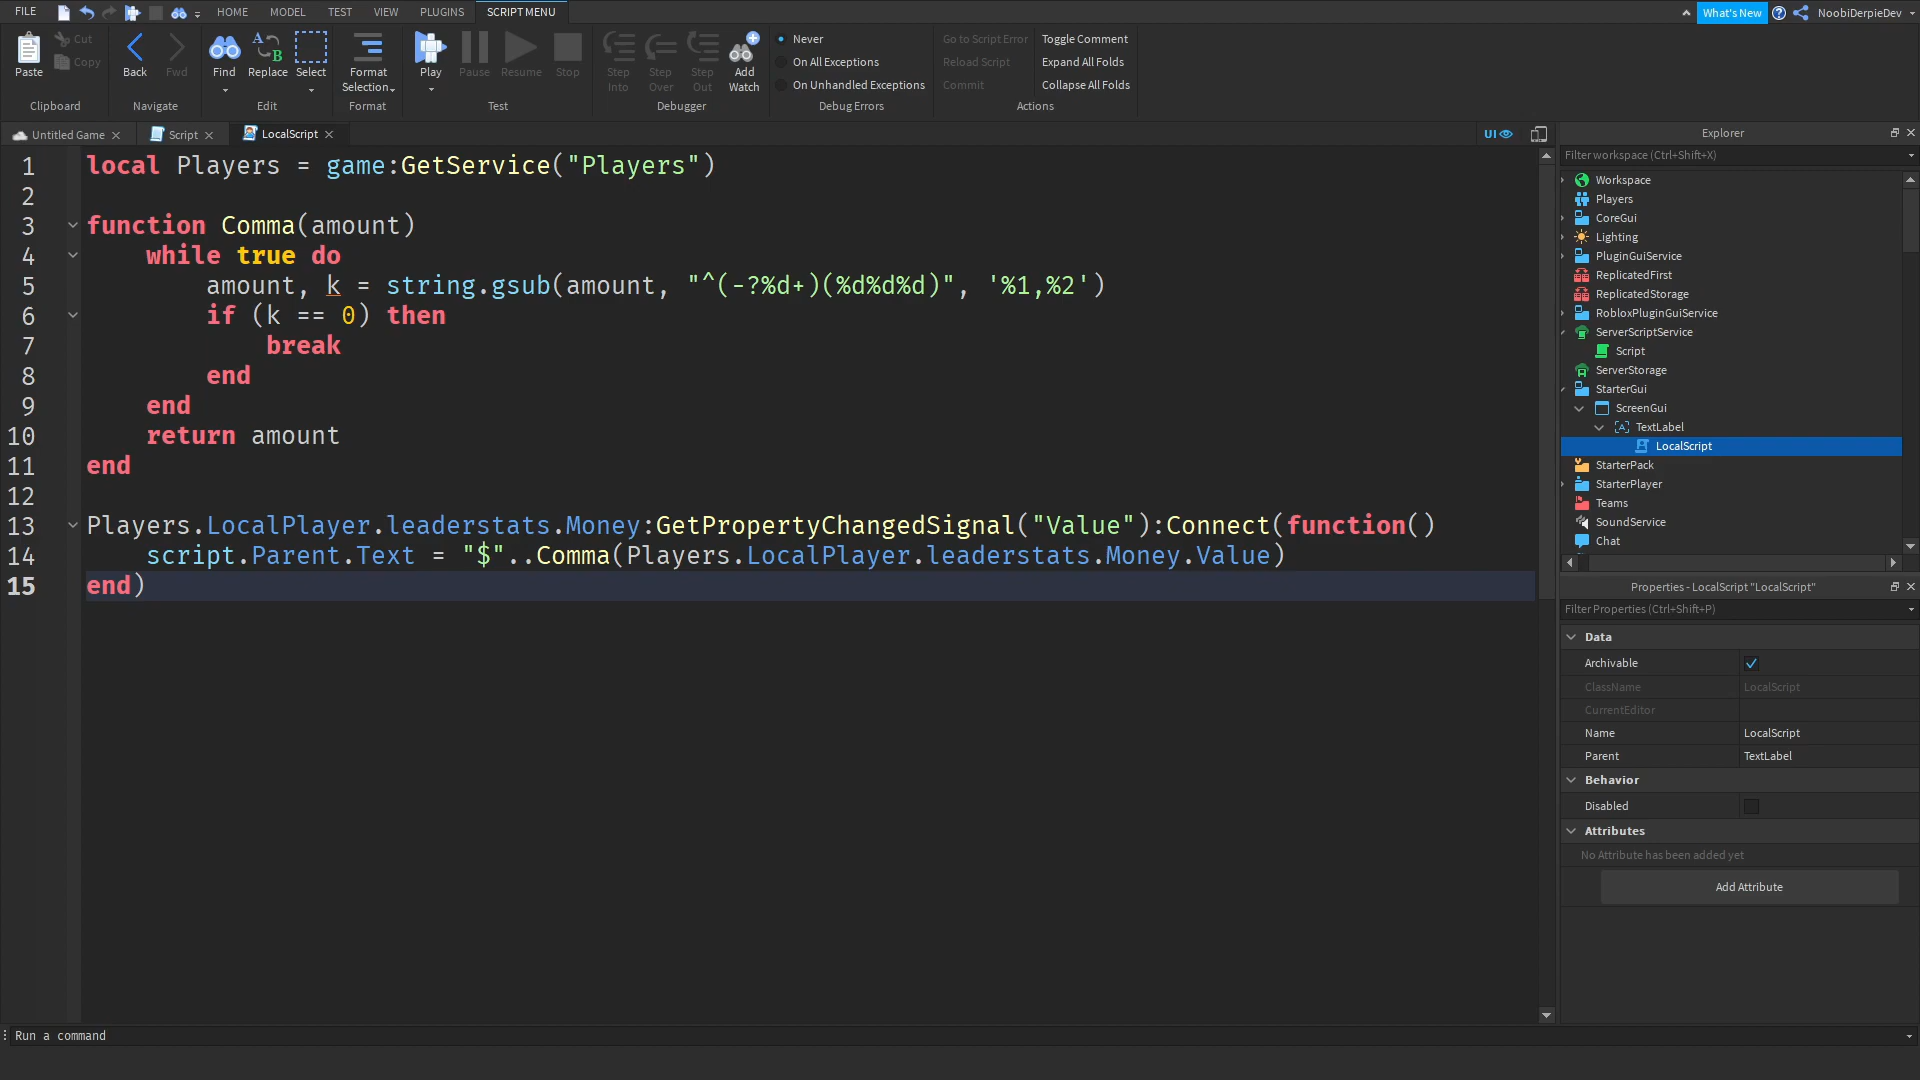 FILE HOME MODEL TEST VIEW PLUGINS SCRIPT MENU What's New NoobiDerpieDev
Paste Cut Copy Clipboard
Back Fwd Navigate
Find Replace Select Edit
Format Selection Format
Play Pause Resume Stop Test
Step Into Step Over Step Out Add Watch Debugger
Never
On All Exceptions
On Unhandled Exceptions
Debug Errors
Go to Script Error Toggle Comment
Reload Script Expand All Folds
Commit Collapse All Folds
Actions
Untitled Game Script LocalScript UI
1 local Players = game:GetService("Players")
2
3 function Comma(amount)
4 while true do
5 amount, k = string.gsub(amount, "^(-?%d+)(%d%d%d)", '%1,%2')
6 if (k == 0) then
7 break
8 end
9 end
10 return amount
11 end
12
13 Players.LocalPlayer.leaderstats.Money:GetPropertyChangedSignal("Value"):Connect(function()
14 script.Parent.Text = "$"..Comma(Players.LocalPlayer.leaderstats.Money.Value)
15 end)
Explorer
Filter workspace (Ctrl+Shift+X)
Workspace
Players
CoreGui
Lighting
PluginGuiService
ReplicatedFirst
ReplicatedStorage
RobloxPluginGuiService
ServerScriptService
Script
ServerStorage
StarterGui
ScreenGui
TextLabel
LocalScript
StarterPack
StarterPlayer
Teams
SoundService
Chat
Properties - LocalScript "LocalScript"
Filter Properties (Ctrl+Shift+P)
Data
Archivable
ClassName LocalScript
CurrentEditor
Name LocalScript
Parent TextLabel
Behavior
Disabled
Attributes
No Attribute has been added yet
Add Attribute
Run a command